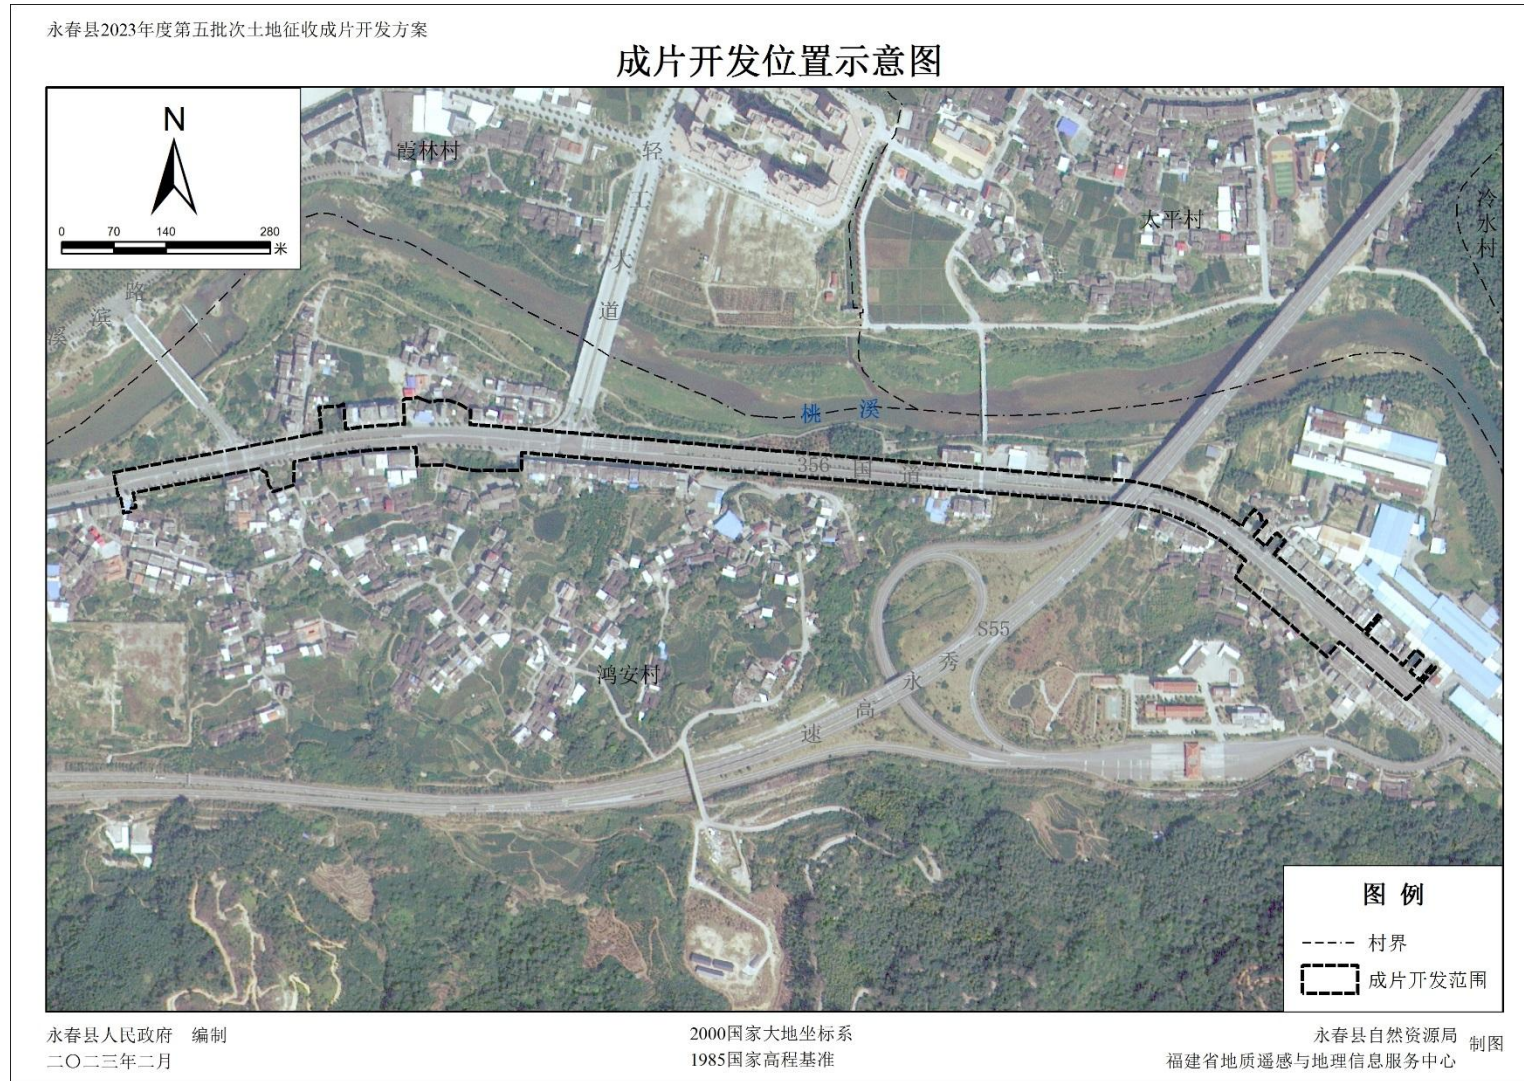 永春县2023年度第五批次土地征收成片开发方案
成片开发位置示意图
N
0 70 140 280
米
霞林村
轻工大道
太平村
冷水村
溪滨路
桃溪
356国道
S55
永秀高速
鸿安村
图例
村界
成片开发范围
永春县人民政府 编制
二〇二三年二月
2000国家大地坐标系
1985国家高程基准
永春县自然资源局
福建省地质遥感与地理信息服务中心
制图